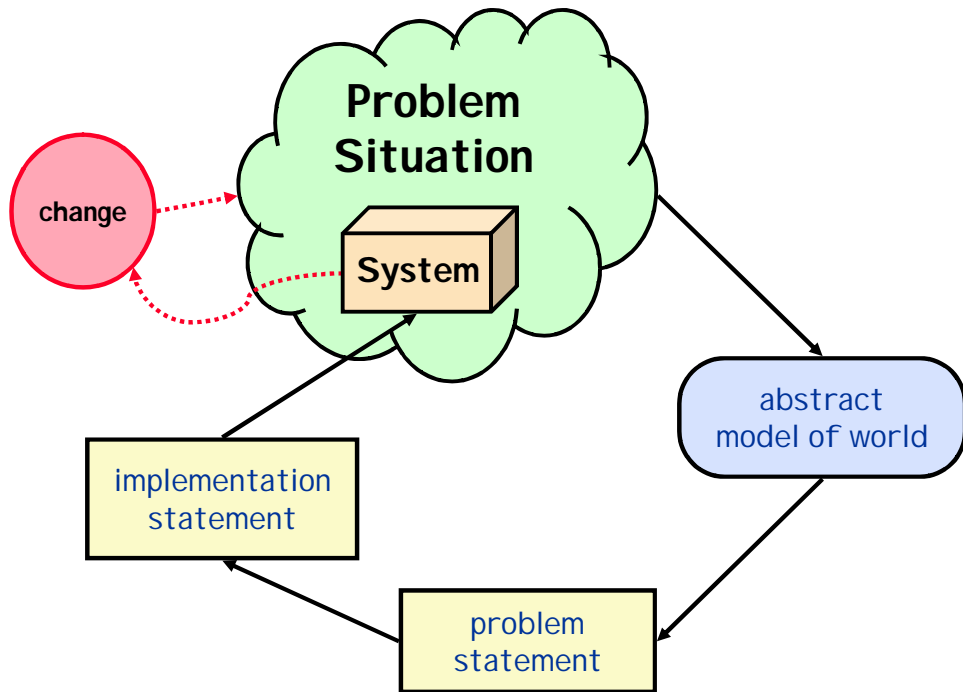 Problem
Situation
change
System
abstract
model of world
implementation
statement
problem
statement